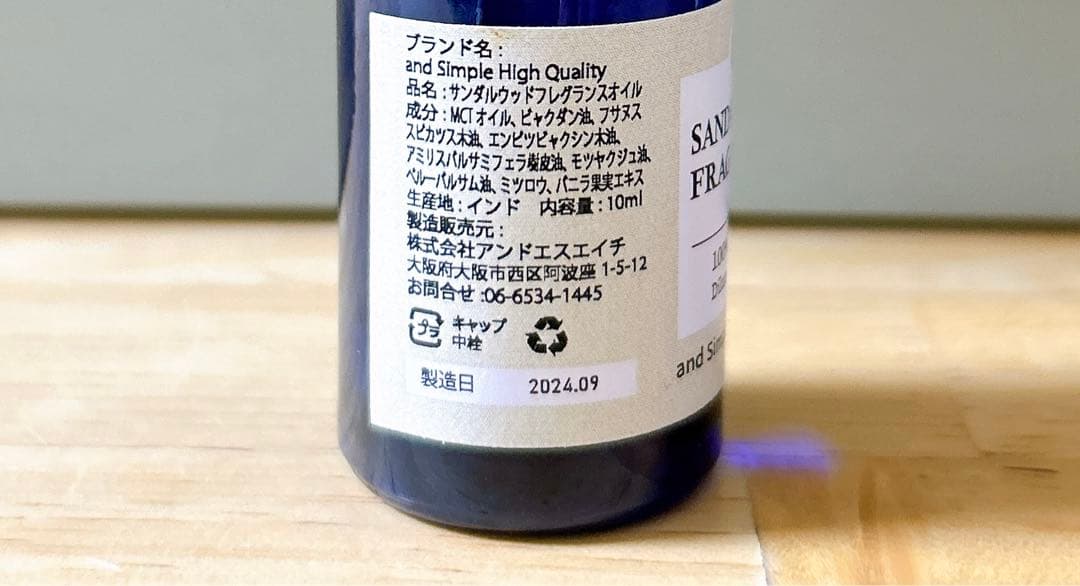 ブランド名：
and Simple High Quality
品名：サンダルウッドフレグランスオイル
成分：MCTオイル、ビャクダン油、フサヌス
スピカツス木油、エンピツビャクシン木油、
アミリスバルサミフェラ樹皮油、モツヤクジュ油、
ペルーバルサム油、ミツロウ、バニラ果実エキス
生産地：インド　内容量：10ml
製造販売元：
株式会社アンドエスエイチ
大阪府大阪市西区阿波座 1-5-12
お問合せ:06-6534-1445
プラ
キャップ
中栓
製造日 2024.09
SAND
FRAG
100
and Sim